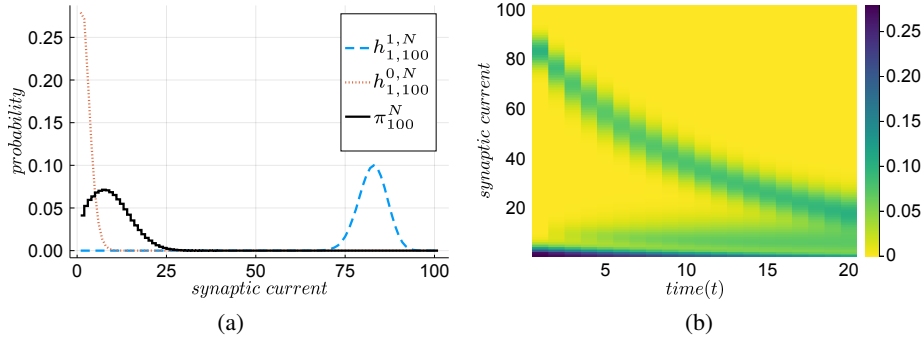 0.25
0.20
0.15
0.10
0.05
0.00
probability
0 25 50 75 100
synaptic current
h^{1,N}_{1,100}
h^{0,N}_{1,100}
π^{N}_{100}
(a)
100
80
60
40
20
synaptic current
5 10 15 20
time(t)
0.25
0.20
0.15
0.10
0.05
0
(b)